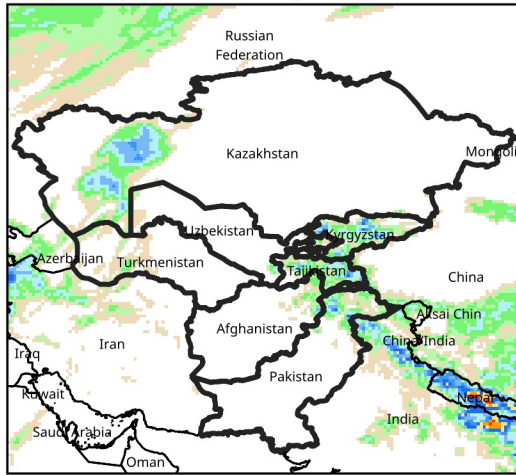 Russian
Federation
Kazakhstan
Mongoli
Uzbekistan
Kyrgyzstan
Azerbaijan
Turkmenistan
Tajikistan
China
Aksai Chin
Afghanistan
China/India
Iran
Iraq
Pakistan
Kuwait
Nepal
India
Saudi Arabia
Oman